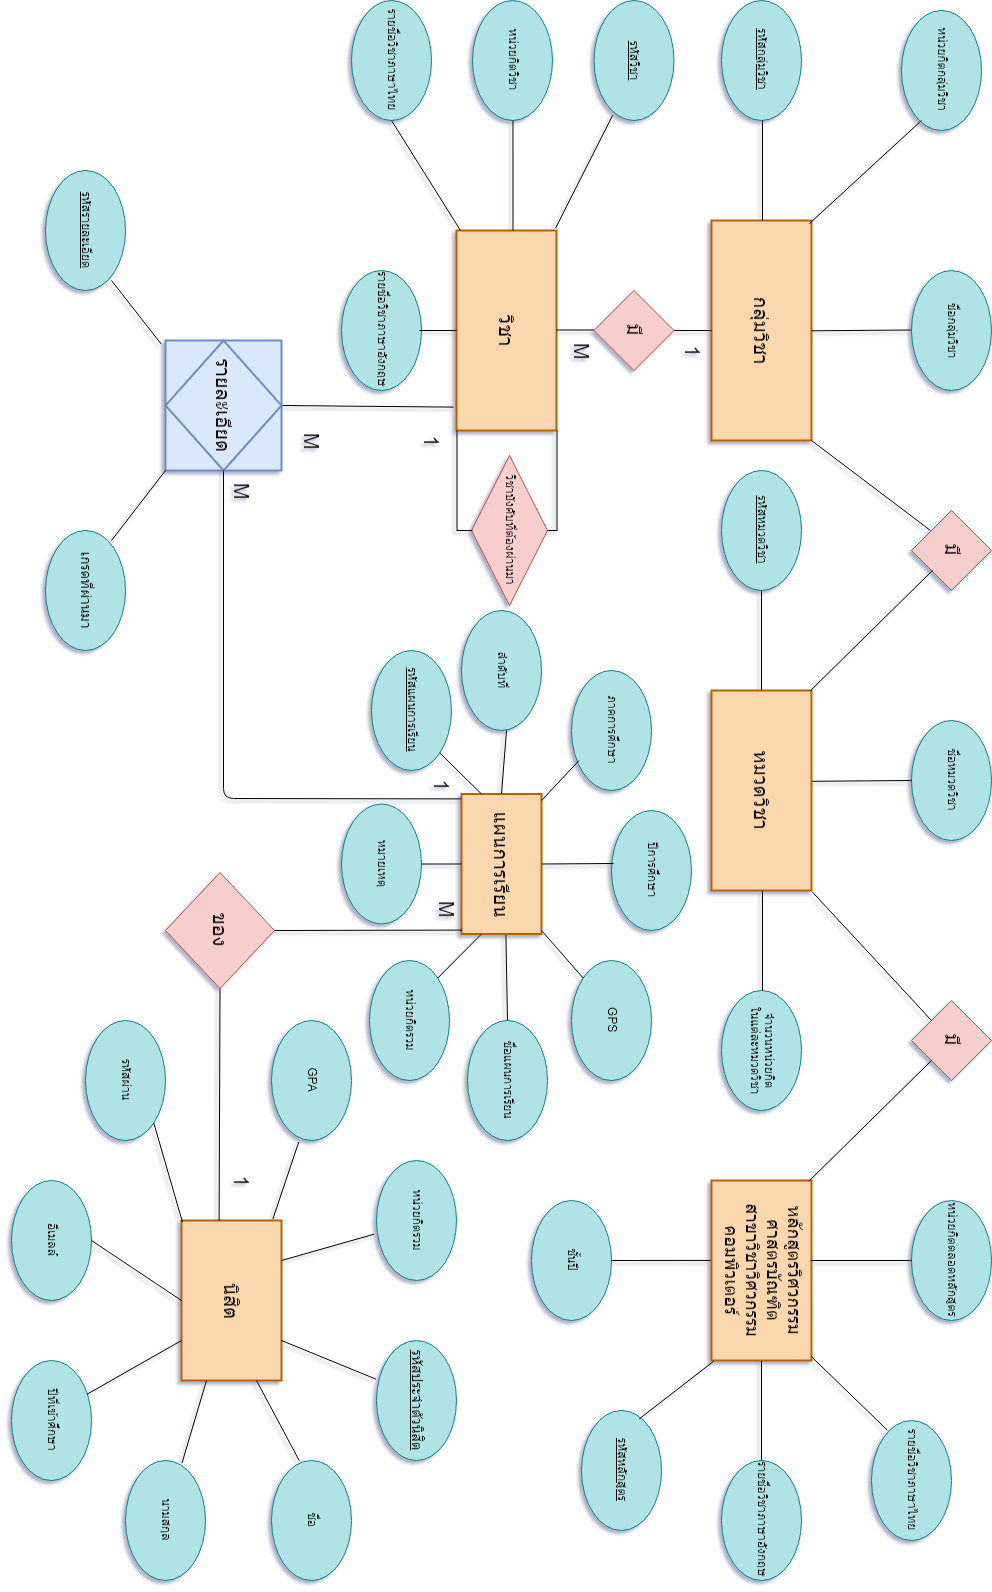 รายชื่อวิชาภาษาไทย
หน่วยกิตวิชา
รหัสวิชา
รหัสกลุ่มวิชา
หน่วยกิตกลุ่มวิชา
รหัสรายละเอียด
รายชื่อวิชาภาษาอังกฤษ
วิชา
มี
M
1
กลุ่มวิชา
ชื่อกลุ่มวิชา
รายละเอียด
M
1
M
วิชาบังคับที่ต้องผ่านมา
รหัสหมวดวิชา
มี
เกรดที่ผ่านมา
รหัสแผนการเรียน
ลำดับที่
ภาคการศึกษา
หมวดวิชา
ชื่อหมวดวิชา
1
แผนการเรียน
หมายเหตุ
ปีการศึกษา
M
ของ
หน่วยกิตรวม
ชื่อแผนการเรียน
GPS
จำนวนหน่วยกิต
ในแต่ละหมวดวิชา
มี
รหัสผ่าน
GPA
1
หน่วยกิตรวม
อีเมลล์
นิสิต
ชั้นปี
หลักสูตรวิศวกรรม
ศาสตรบัณฑิต
สาขาวิชาวิศวกรรม
คอมพิวเตอร์
หน่วยกิตตลอดหลักสูตร
ปีที่เข้าศึกษา
รหัสประจำตัวนิสิต
นามสกุล
ชื่อ
รหัสหลักสูตร
รายชื่อวิชาภาษาอังกฤษ
รายชื่อวิชาภาษาไทย